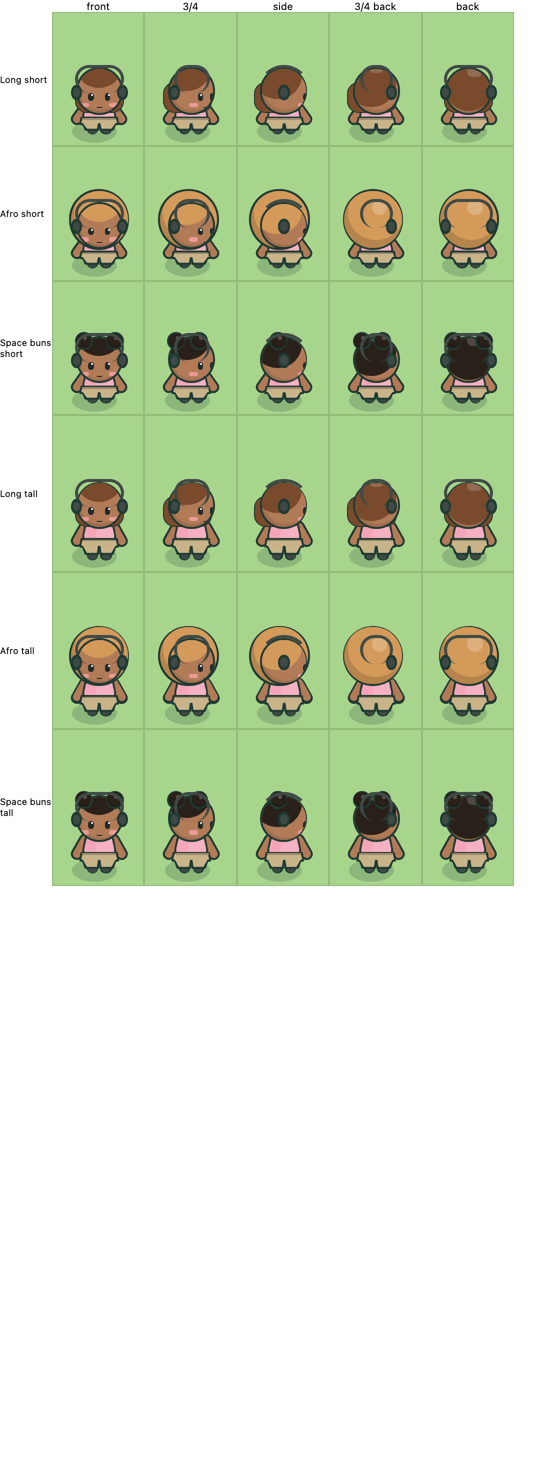 front 3/4 side 3/4 back back
Long short
Afro short
Space buns
short
Long tall
Afro tall
Space buns
tall